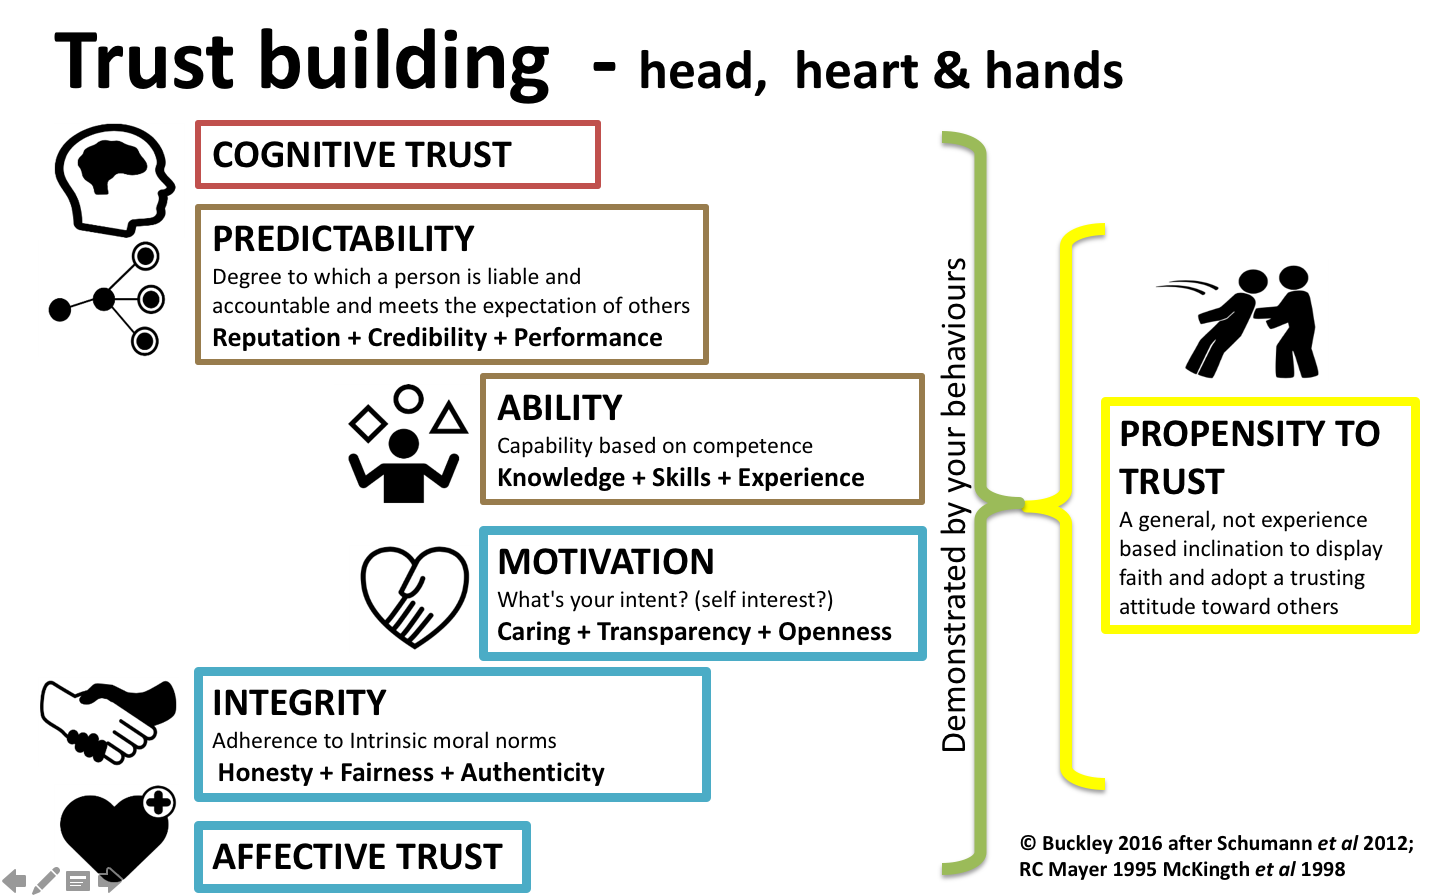 Trust building - head, heart & hands
COGNITIVE TRUST
PREDICTABILITY
Degree to which a person is liable and
accountable and meets the expectation of others
Reputation + Credibility + Performance
ABILITY
Capability based on competence
Knowledge + Skills + Experience
MOTIVATION
What's your intent? (self interest?)
Caring + Transparency + Openness
INTEGRITY
Adherence to Intrinsic moral norms
Honesty + Fairness + Authenticity
AFFECTIVE TRUST
Demonstrated by your behaviours
PROPENSITY TO
TRUST
A general, not experience
based inclination to display
faith and adopt a trusting
attitude toward others
© Buckley 2016 after Schumann et al 2012;
RC Mayer 1995 McKingth et al 1998